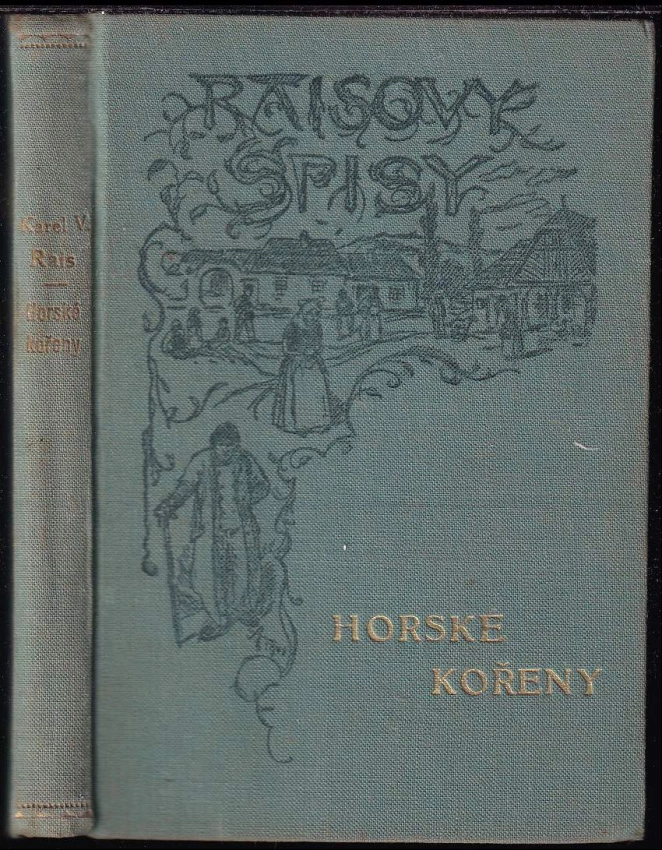 Karel V.
Rais
Horské
kořeny
RAISOVY
SPISY
HORSKÉ
KOŘENY